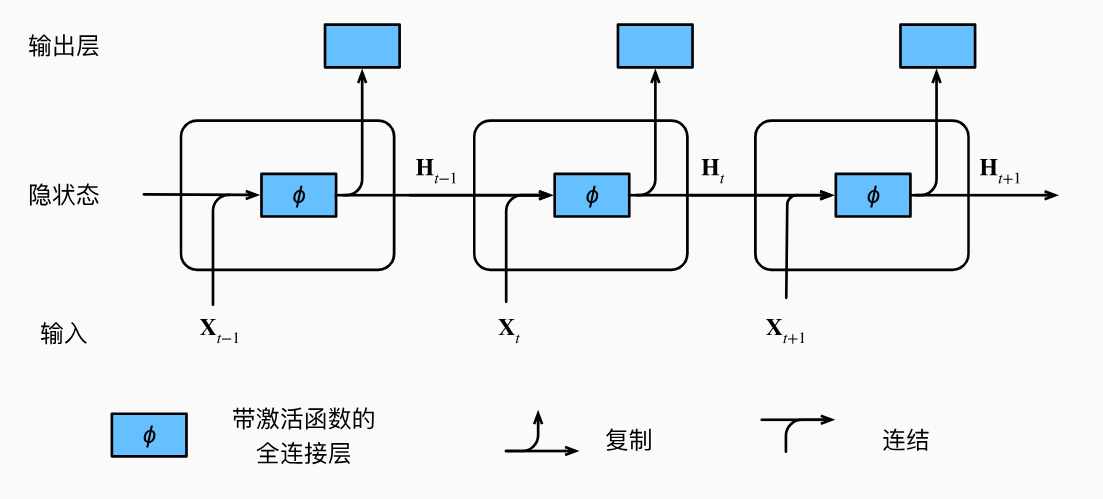 输出层
隐状态
ϕ
H_{t−1}
ϕ
H_t
ϕ
H_{t+1}
输入
X_{t−1}
X_t
X_{t+1}
ϕ
带激活函数的
全连接层
复制
连结